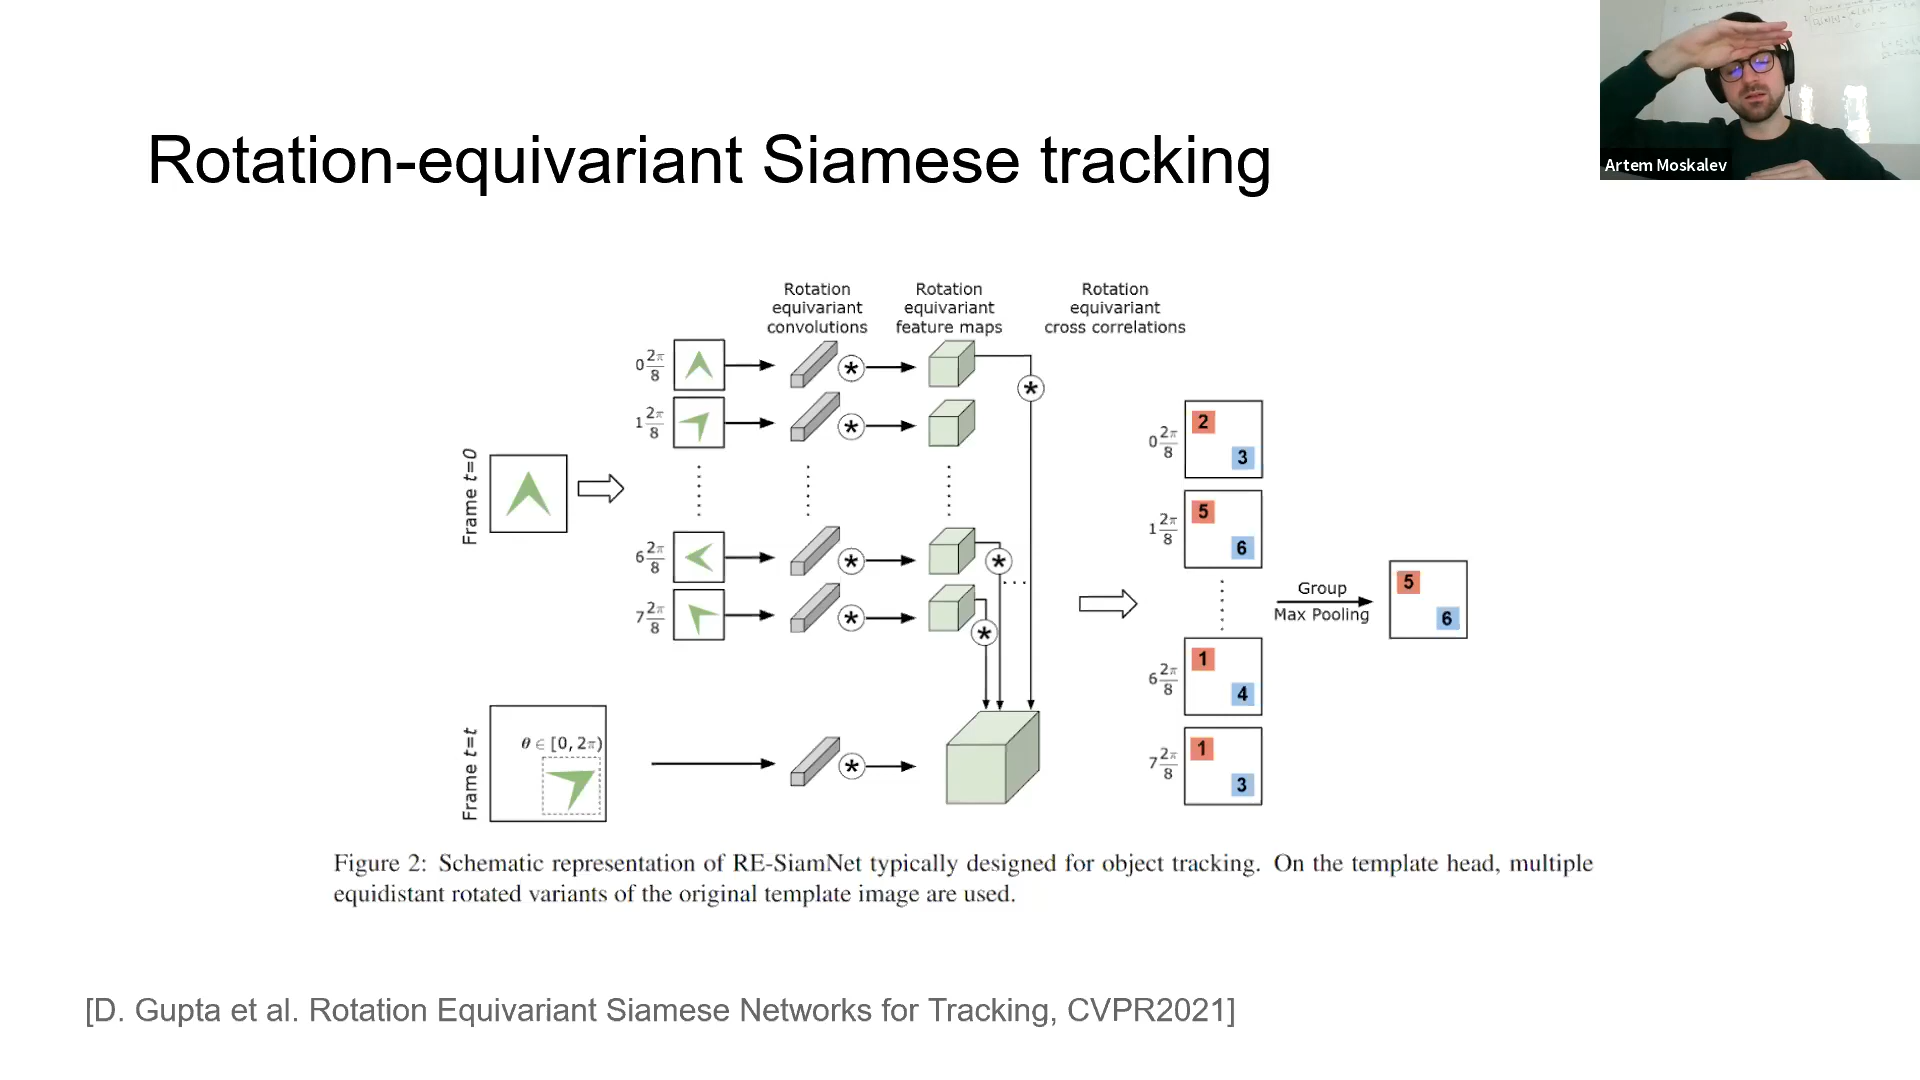 Rotation-equivariant Siamese tracking
Artem Moskalev
Rotation
equivariant
convolutions
Rotation
equivariant
feature maps
Rotation
equivariant
cross correlations
Frame t=0
0 2π/8
1 2π/8
6 2π/8
7 2π/8
Frame t=t
θ ∈ [0, 2π)
0 2π/8
2
3
1 2π/8
5
6
6 2π/8
1
4
7 2π/8
1
3
Group
Max Pooling
5
6
Figure 2: Schematic representation of RE-SiamNet typically designed for object tracking. On the template head, multiple
equidistant rotated variants of the original template image are used.
[D. Gupta et al. Rotation Equivariant Siamese Networks for Tracking, CVPR2021]